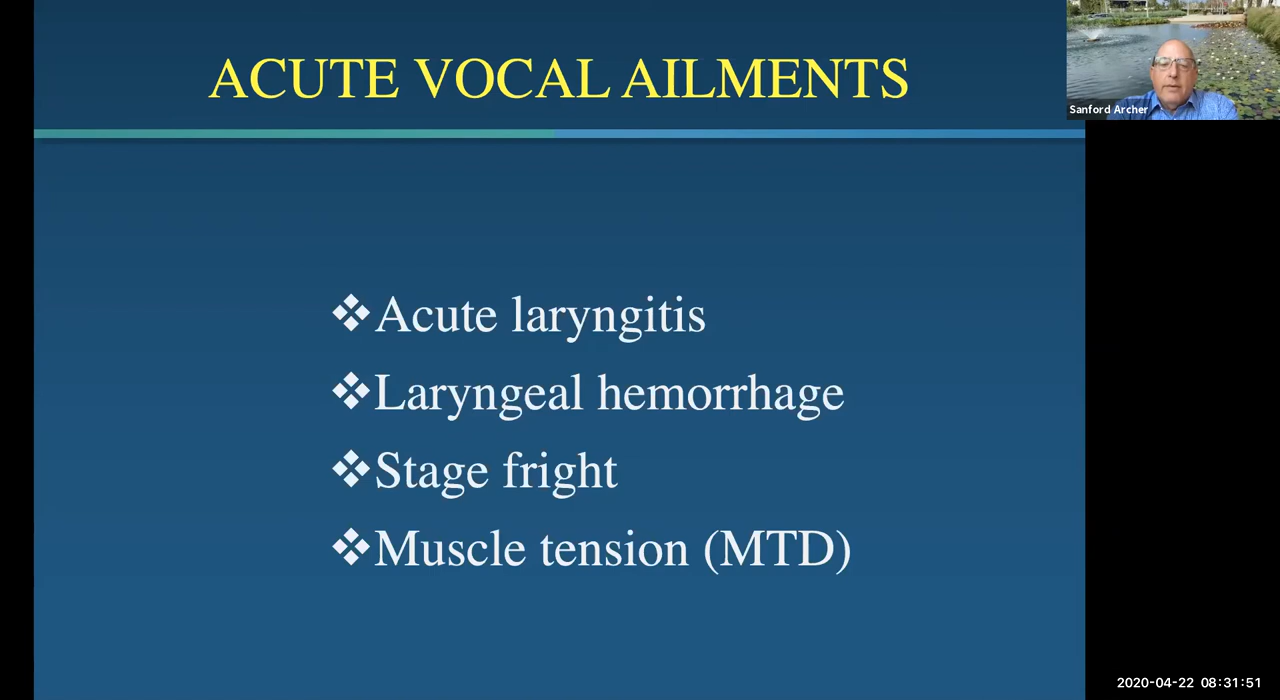 ACUTE VOCAL AILMENTS
Sanford Archer
❖Acute laryngitis
❖Laryngeal hemorrhage
❖Stage fright
❖Muscle tension (MTD)
2020-04-22 08:31:51